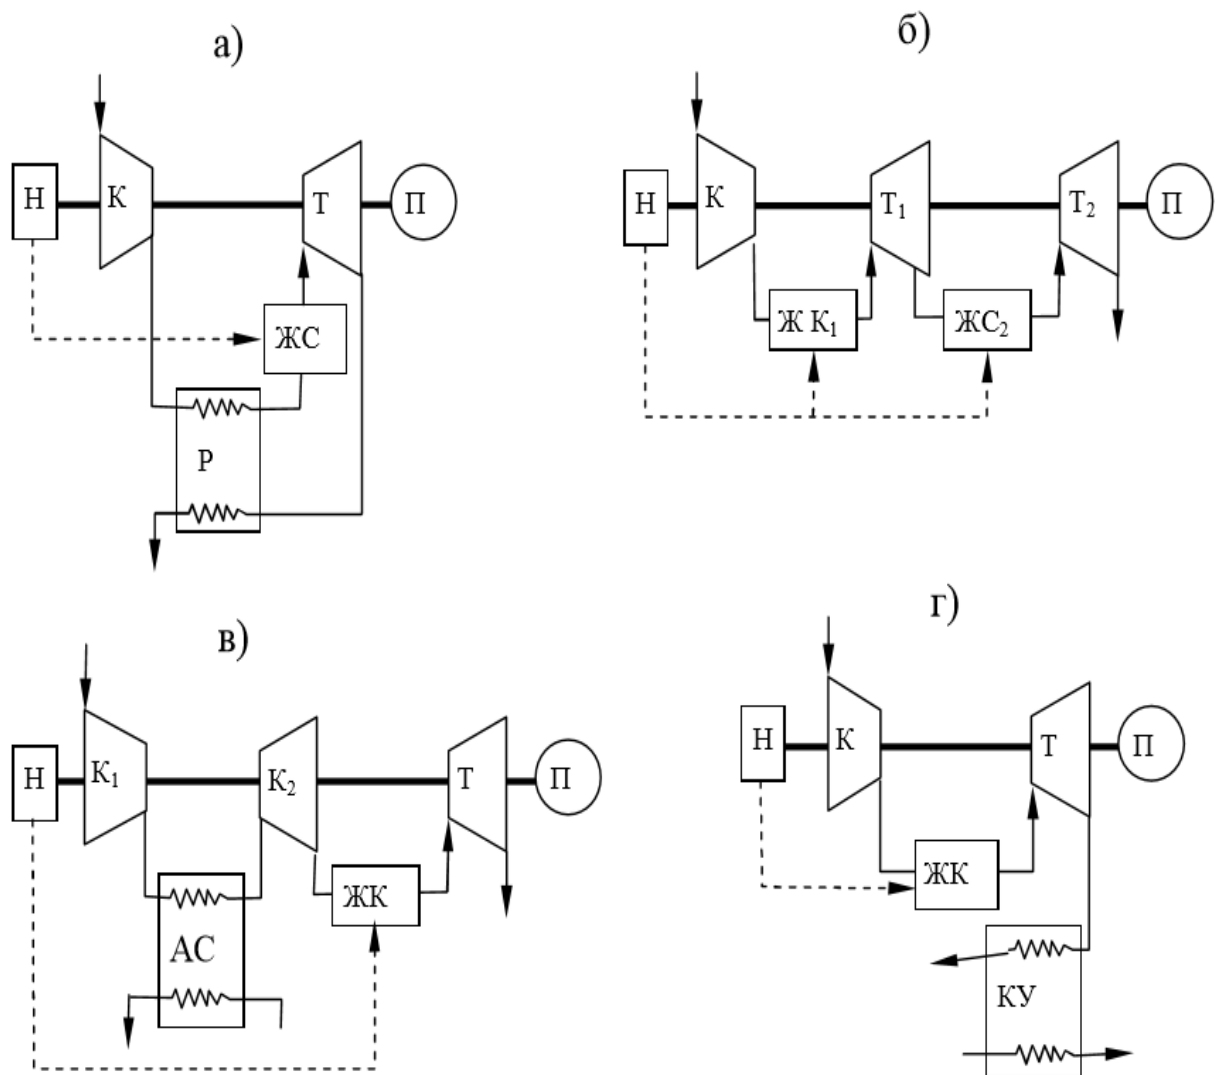 а)
Н
К
Т
П
ЖС
Р
б)
Н
К
Т₁
Т₂
П
Ж К₁
ЖС₂
в)
Н
К₁
К₂
Т
П
ЖК
АС
г)
Н
К
Т
П
ЖК
КУ